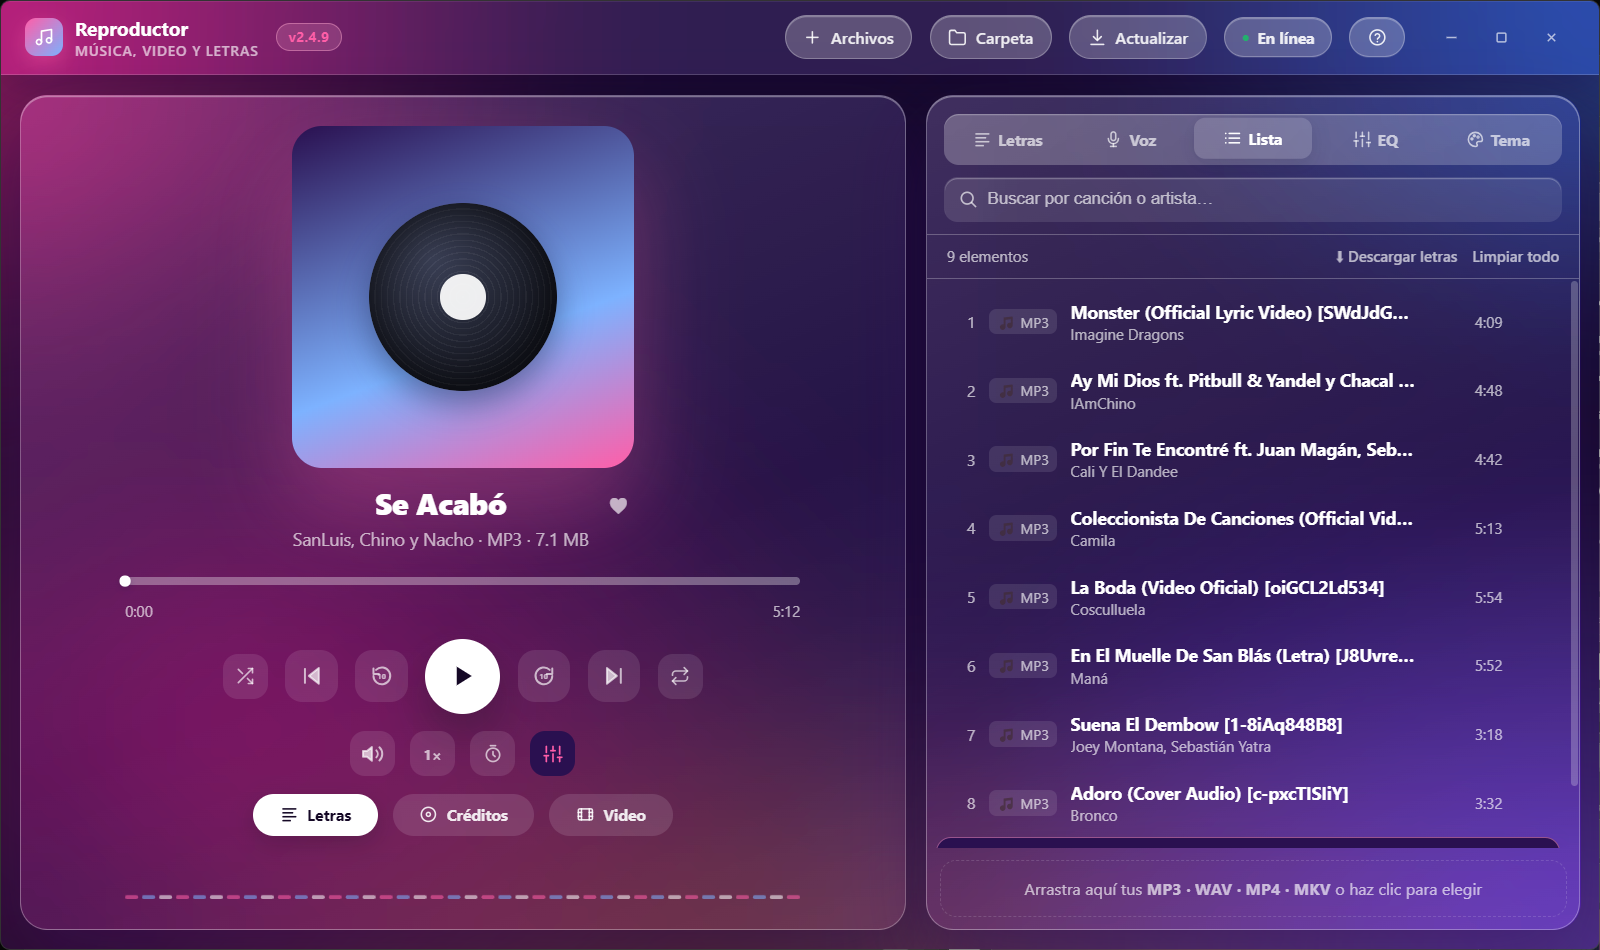 Reproductor
MÚSICA, VIDEO Y LETRAS
v2.4.9
Archivos
Carpeta
Actualizar
En línea
Se Acabó
SanLuis, Chino y Nacho · MP3 · 7.1 MB
0:00
5:12
10
10
1x
Letras
Créditos
Video
Letras
Voz
Lista
EQ
Tema
Buscar por canción o artista…
9 elementos
⬇ Descargar letras
Limpiar todo
1 MP3 Monster (Official Lyric Video) [SWdJdG... 4:09
Imagine Dragons
2 MP3 Ay Mi Dios ft. Pitbull & Yandel y Chacal ... 4:48
IAmChino
3 MP3 Por Fin Te Encontré ft. Juan Magán, Seb... 4:42
Cali Y El Dandee
4 MP3 Coleccionista De Canciones (Official Vid... 5:13
Camila
5 MP3 La Boda (Video Oficial) [oiGCL2Ld534] 5:54
Cosculluela
6 MP3 En El Muelle De San Blás (Letra) [J8Uvre... 5:52
Maná
7 MP3 Suena El Dembow [1-8iAq848B8] 3:18
Joey Montana, Sebastián Yatra
8 MP3 Adoro (Cover Audio) [c-pxcTISIiY] 3:32
Bronco
Arrastra aquí tus MP3 · WAV · MP4 · MKV o haz clic para elegir